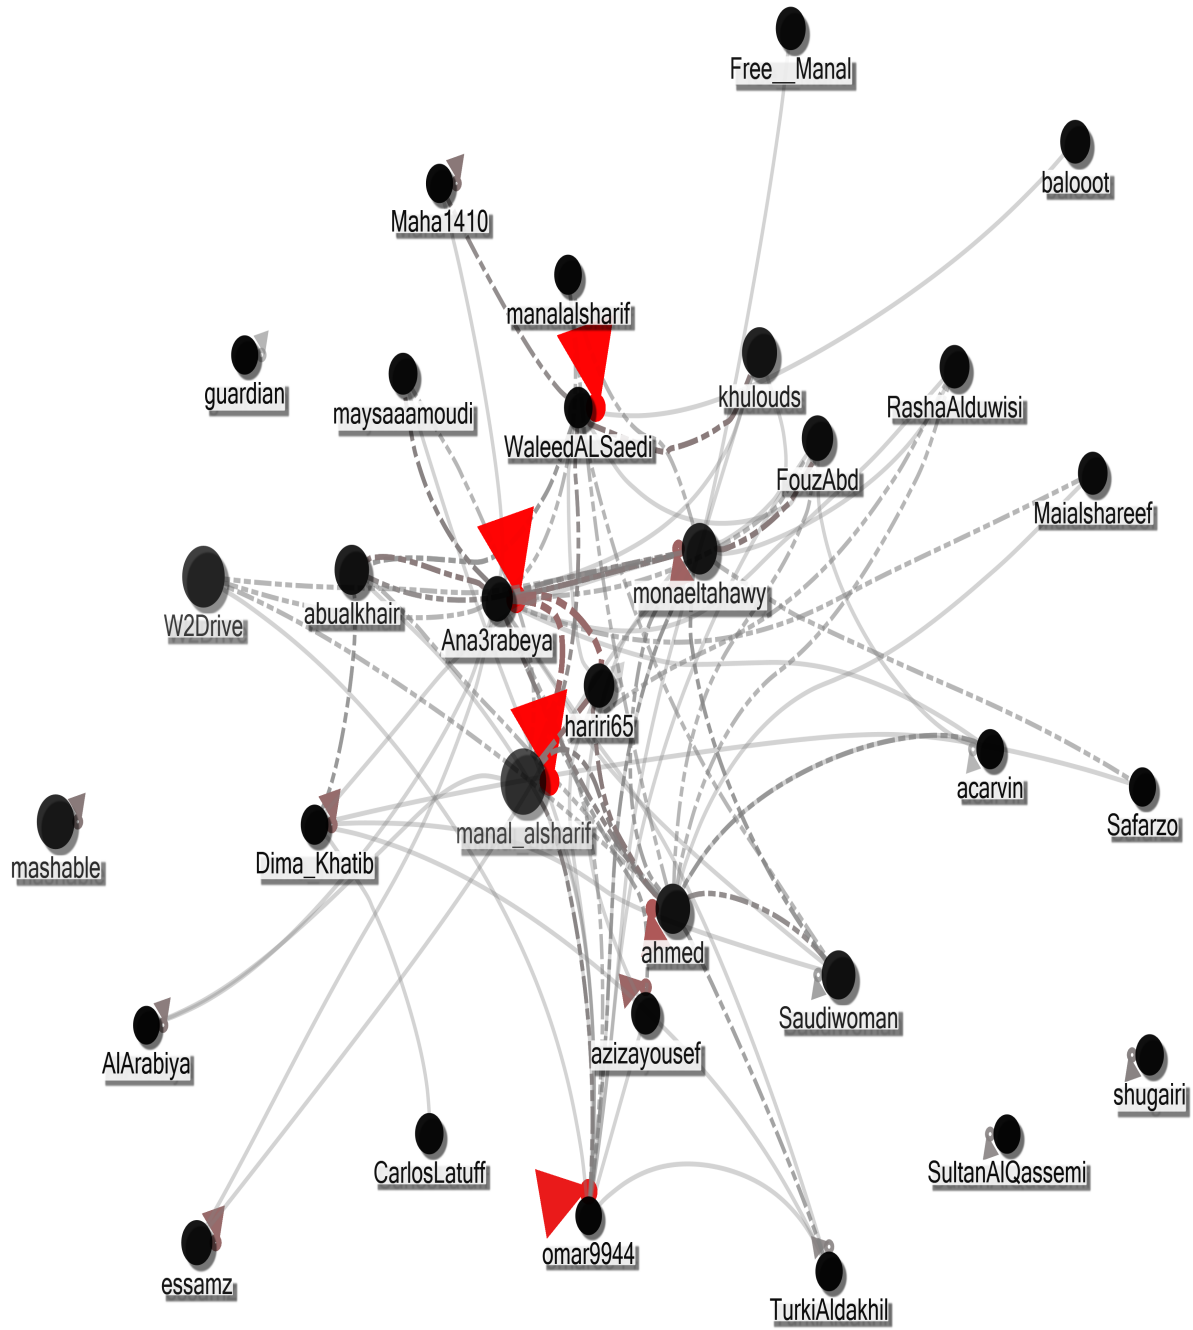 Free__Manal
balooot
Maha1410
manalalsharif
guardian
maysaaamoudi
khulouds
RashaAlduwisi
WaleedALSaedi
FouzAbd
Maialshareef
W2Drive
abualkhair
Ana3rabeya
monaeltahawy
hariri65
acarvin
Safarzo
mashable
Dima_Khatib
manal_alsharif
ahmed
Saudiwoman
AlArabiya
azizayousef
shugairi
CarlosLatuff
SultanAlQassemi
omar9944
essamz
TurkiAldakhil